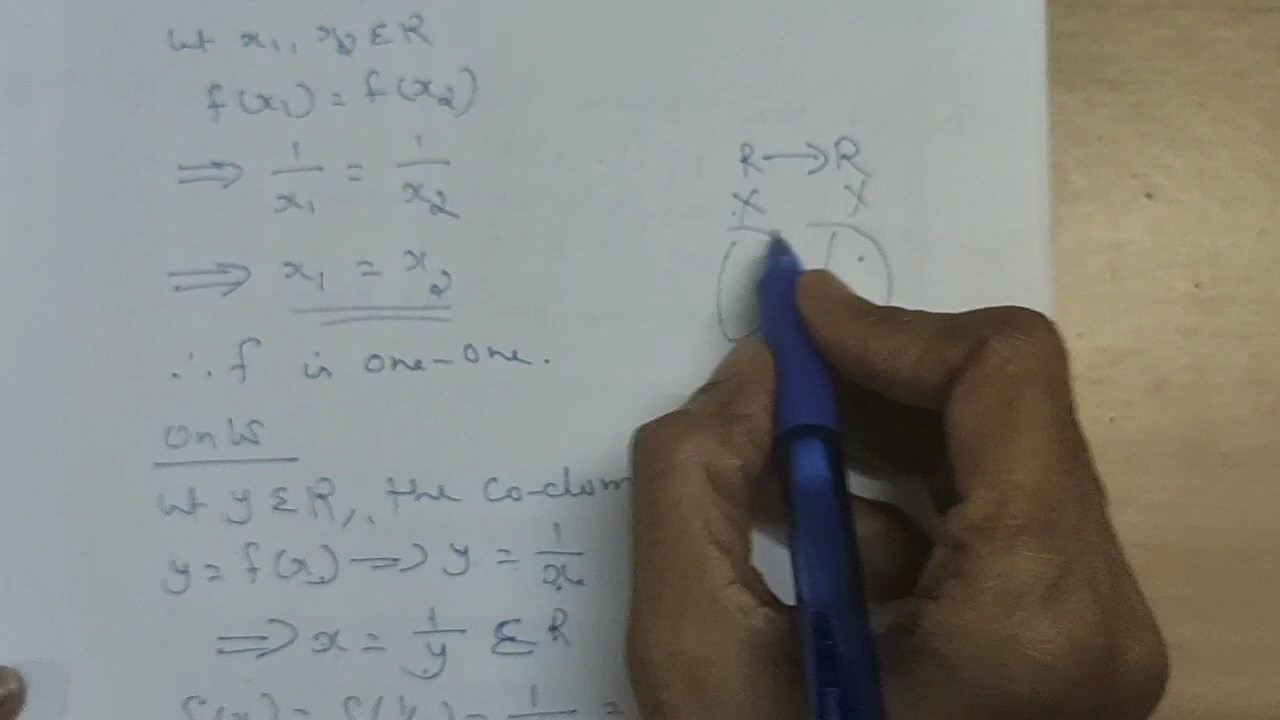 let x₁, x₂ ∈ R
f(x₁) = f(x₂)
⇒ 1/x₁ = 1/x₂
⇒ x₁ = x₂
∴ f is one-one.
Onto
let y ∈ R, the co-dom
y = f(x) ⇒ y = 1/x
⇒ x = 1/y ∈ R
R → R
X Y